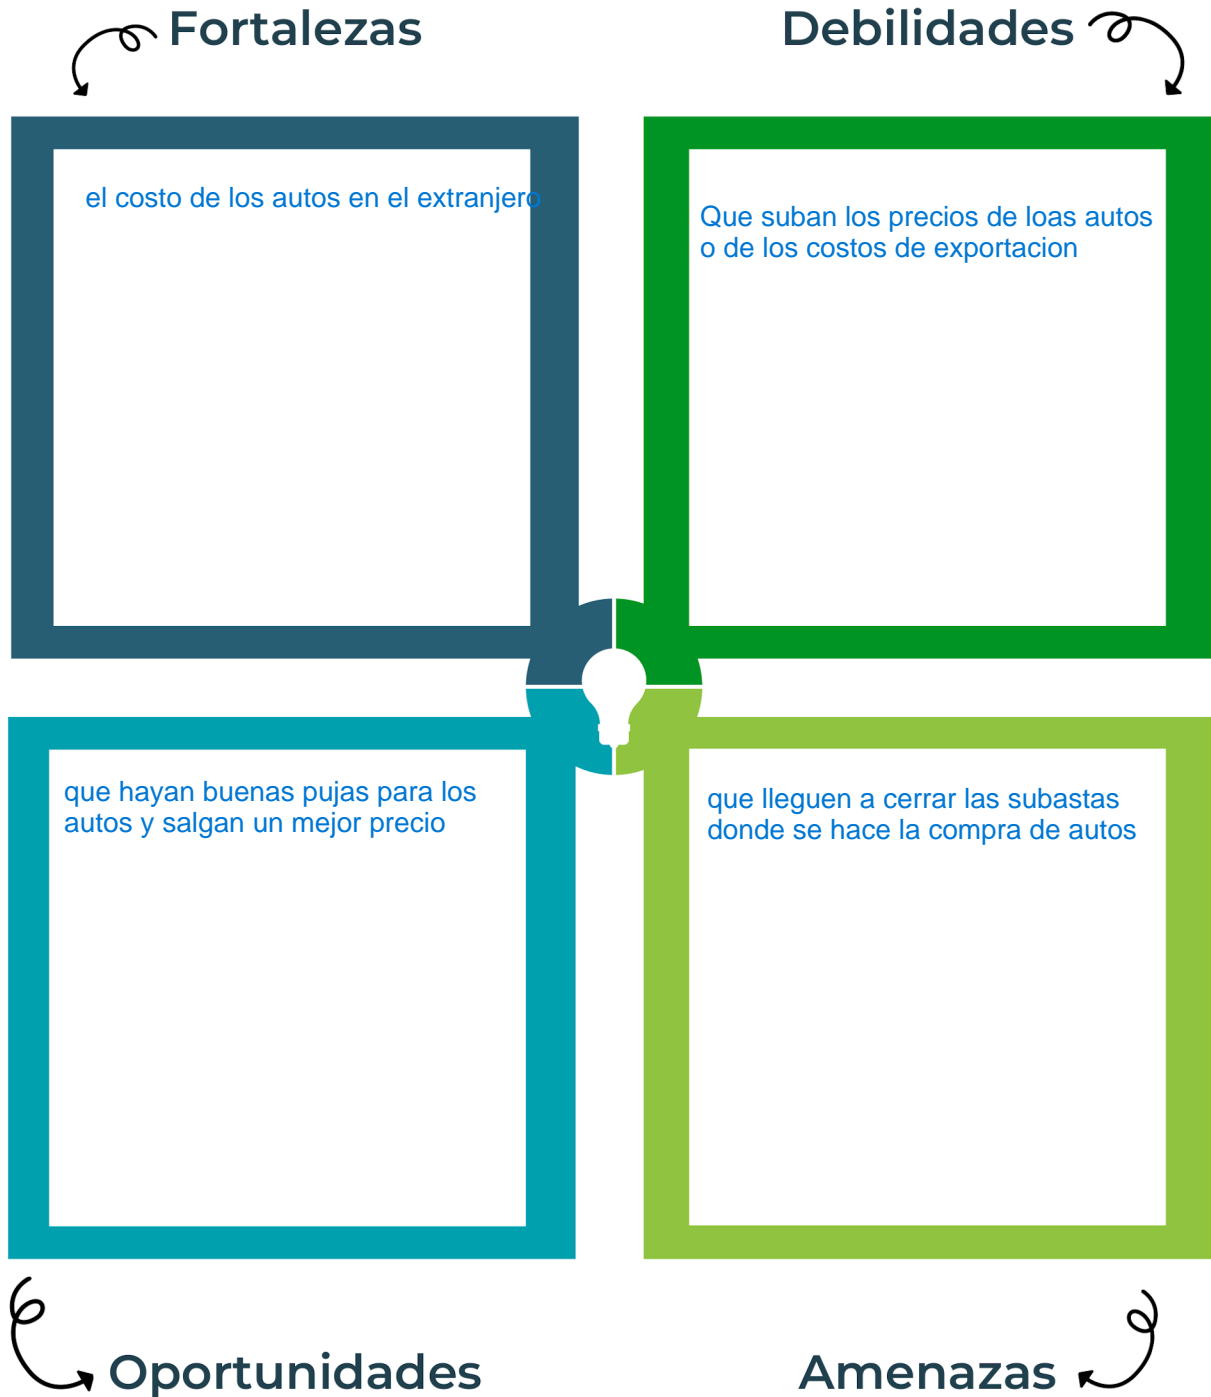 Fortalezas
el costo de los autos en el extranjero
Debilidades
Que suban los precios de loas autos
o de los costos de exportacion
que hayan buenas pujas para los
autos y salgan un mejor precio
Oportunidades
que lleguen a cerrar las subastas
donde se hace la compra de autos
Amenazas